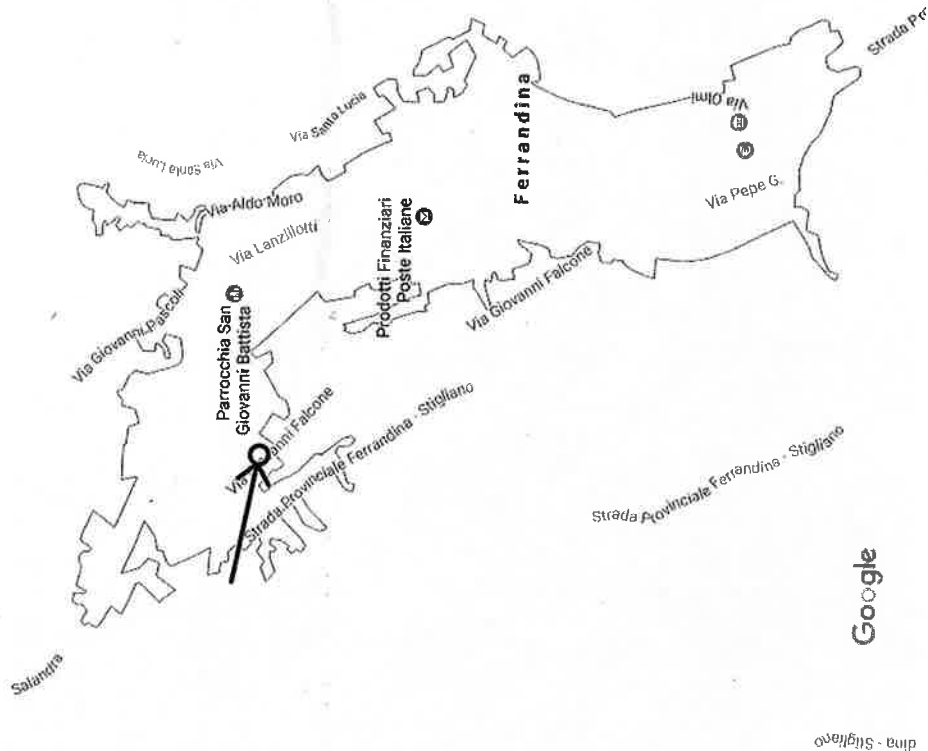 Strada Pro
Via Santa Lucia
Via Santa Lucia
Ferrandina
Via Olmi
Via Aldo Moro
Via Lanzillotti
Via Pepe G.
Via Giovanni Pascoli
Parrocchia San
Giovanni Battista
Prodotti Finanziari
Poste Italiane
Via Giovanni Falcone
Via
anni Falcone
Strada Provinciale Ferrandina - Stigliano
Strada Provinciale Ferrandina - Stigliano
Salandra
Google
dina - Stigliano